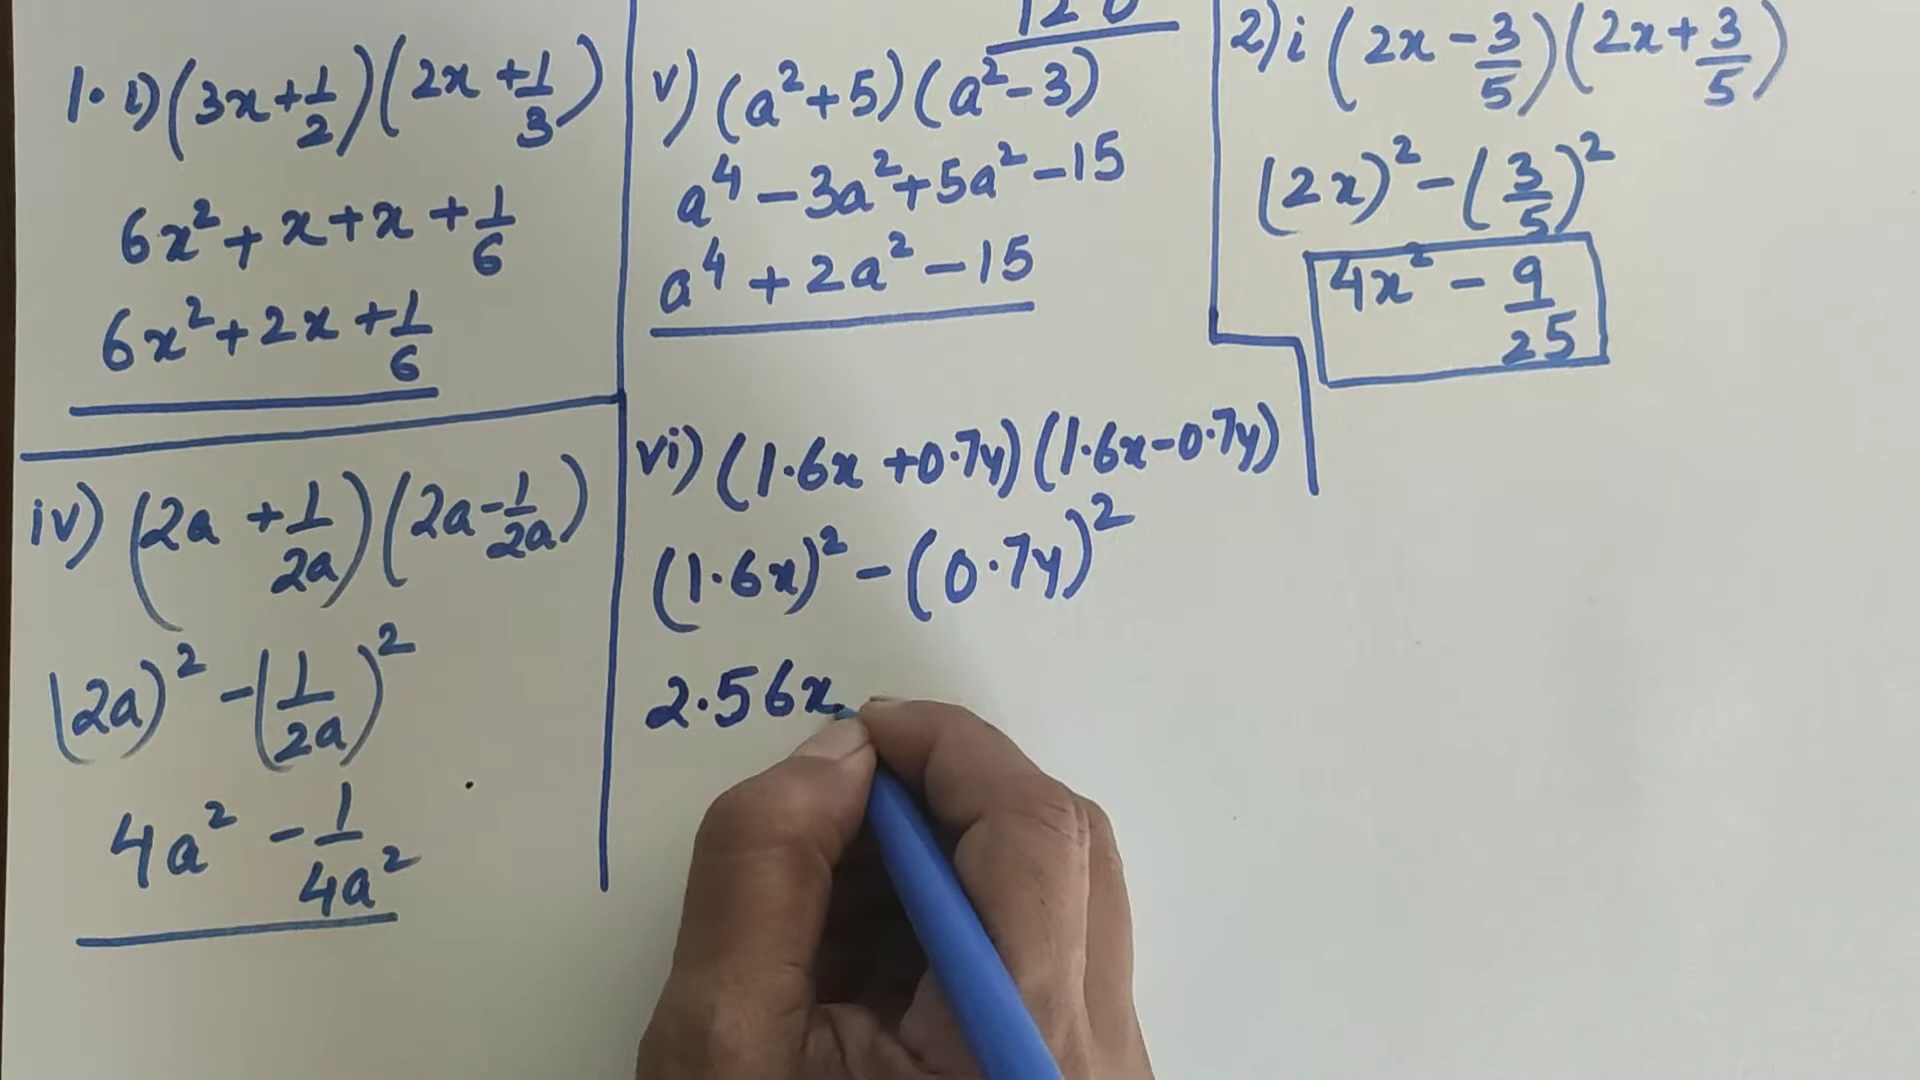 1. i) (3x + 1/2) (2x + 1/3)
6x² + x + x + 1/6
6x² + 2x + 1/6
iv) (2a + 1/2a) (2a - 1/2a)
(2a)² - (1/2a)²
4a² - 1/4a²
v) (a² + 5) (a² - 3)
a⁴ - 3a² + 5a² - 15
a⁴ + 2a² - 15
vi) (1.6x + 0.7y) (1.6x - 0.7y)
(1.6x)² - (0.7y)²
2.56x
2) i (2x - 3/5) (2x + 3/5)
(2x)² - (3/5)²
4x² - 9/25